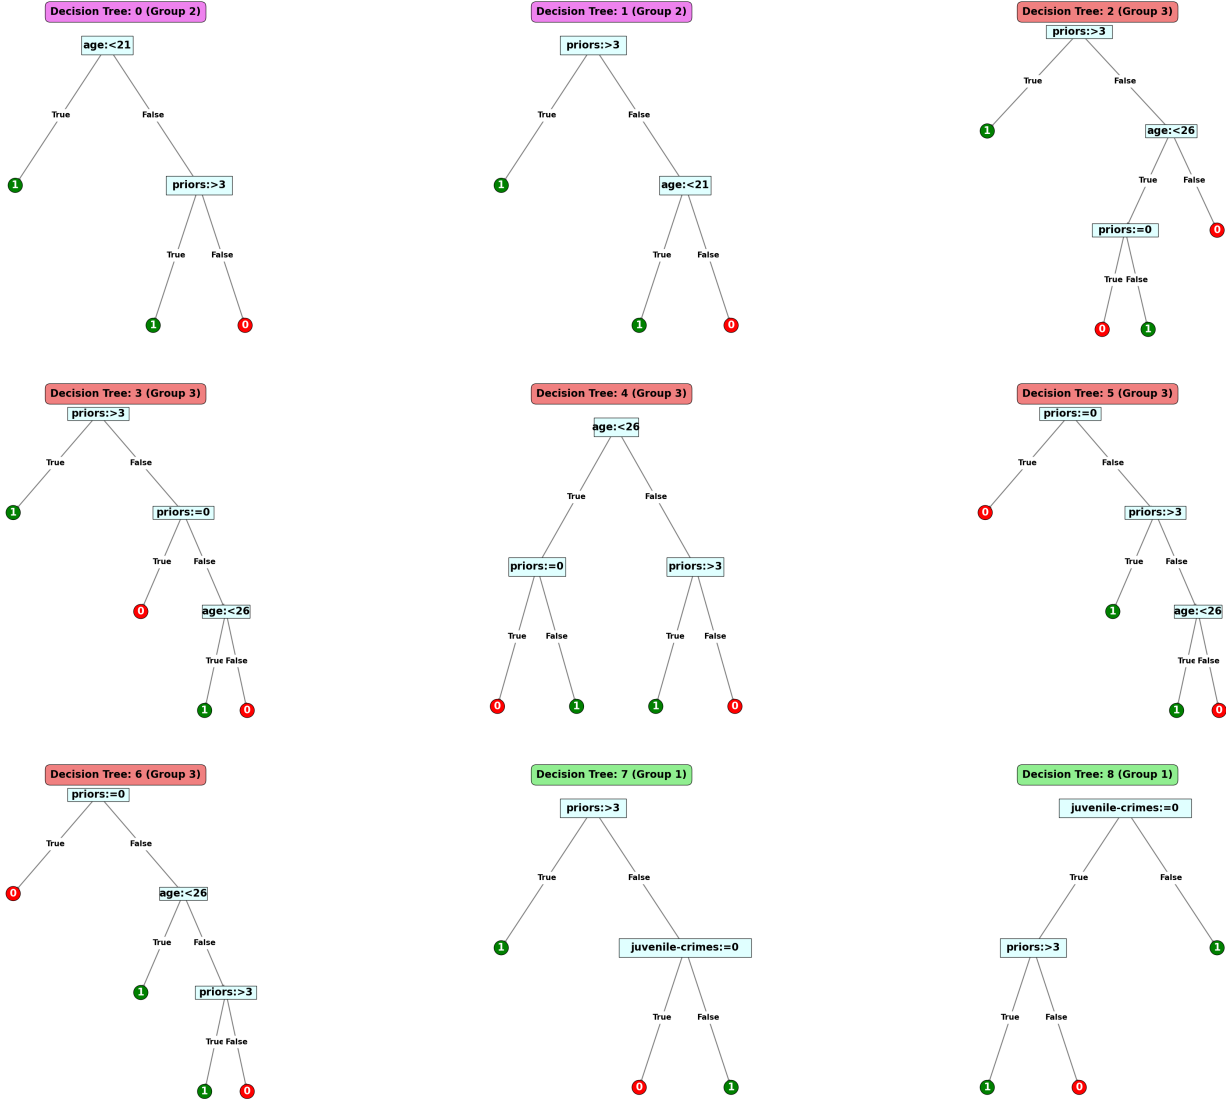 Decision Tree: 0 (Group 2)
age:<21
True
False
1
priors:>3
True
False
1
0
Decision Tree: 1 (Group 2)
priors:>3
True
False
1
age:<21
True
False
1
0
Decision Tree: 2 (Group 3)
priors:>3
True
False
1
age:<26
True
False
priors:=0
0
True
False
0
1
Decision Tree: 3 (Group 3)
priors:>3
True
False
1
priors:=0
True
False
0
age:<26
True
False
1
0
Decision Tree: 4 (Group 3)
age:<26
True
False
priors:=0
priors:>3
True
False
True
False
0
1
1
0
Decision Tree: 5 (Group 3)
priors:=0
True
False
0
priors:>3
True
False
1
age:<26
True
False
1
0
Decision Tree: 6 (Group 3)
priors:=0
True
False
0
age:<26
True
False
1
priors:>3
True
False
1
0
Decision Tree: 7 (Group 1)
priors:>3
True
False
1
juvenile-crimes:=0
True
False
0
1
Decision Tree: 8 (Group 1)
juvenile-crimes:=0
True
False
priors:>3
1
True
False
1
0